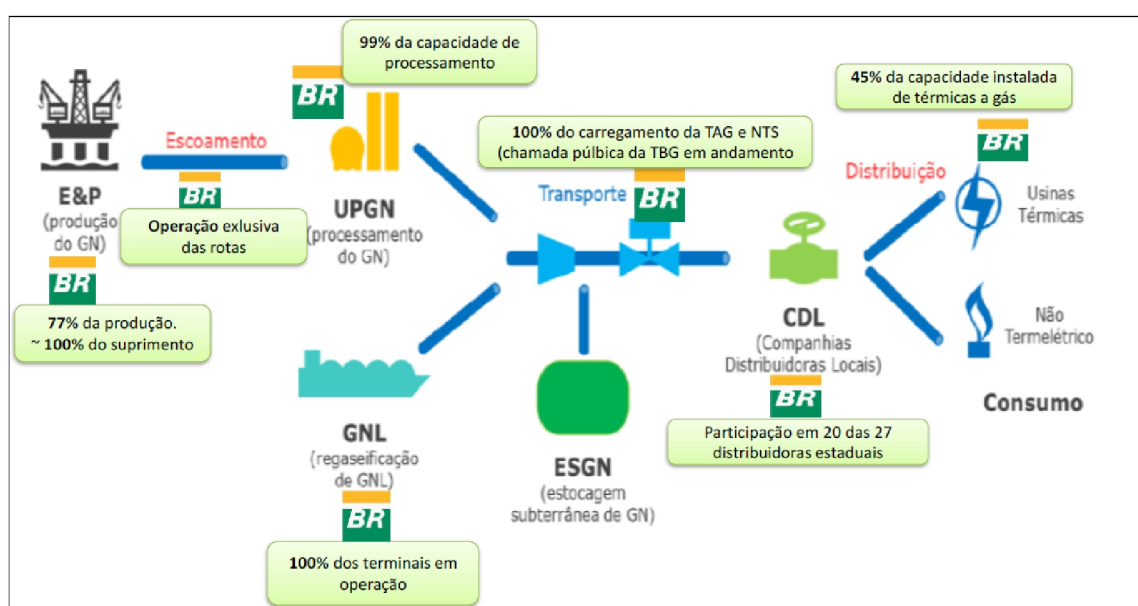 99% da capacidade de
processamento
BR
45% da capacidade instalada
de térmicas a gás
BR
100% do carregamento da TAG e NTS
(chamada púlbica da TBG em andamento
Escoamento
E&P
(produção
do GN)
BR
Operação exlusiva
das rotas
UPGN
(processamento
do GN)
Transporte
BR
Distribuição
Usinas
Térmicas
BR
77% da produção.
~ 100% do suprimento
CDL
(Companhias
Distribuidoras Locais)
BR
Participação em 20 das 27
distribuidoras estaduais
Não
Termelétrico
Consumo
GNL
(regaseificação
de GNL)
BR
100% dos terminais em
operação
ESGN
(estocagem
subterrânea de GN)